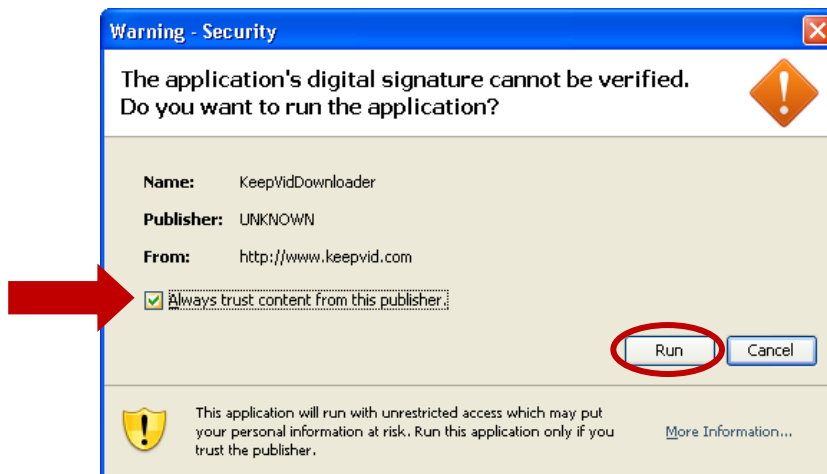 Warning - Security
The application's digital signature cannot be verified.
Do you want to run the application?
Name: KeepVidDownloader
Publisher: UNKNOWN
From: http://www.keepvid.com
Always trust content from this publisher.
Run Cancel
This application will run with unrestricted access which may put
your personal information at risk. Run this application only if you
trust the publisher.
More Information...